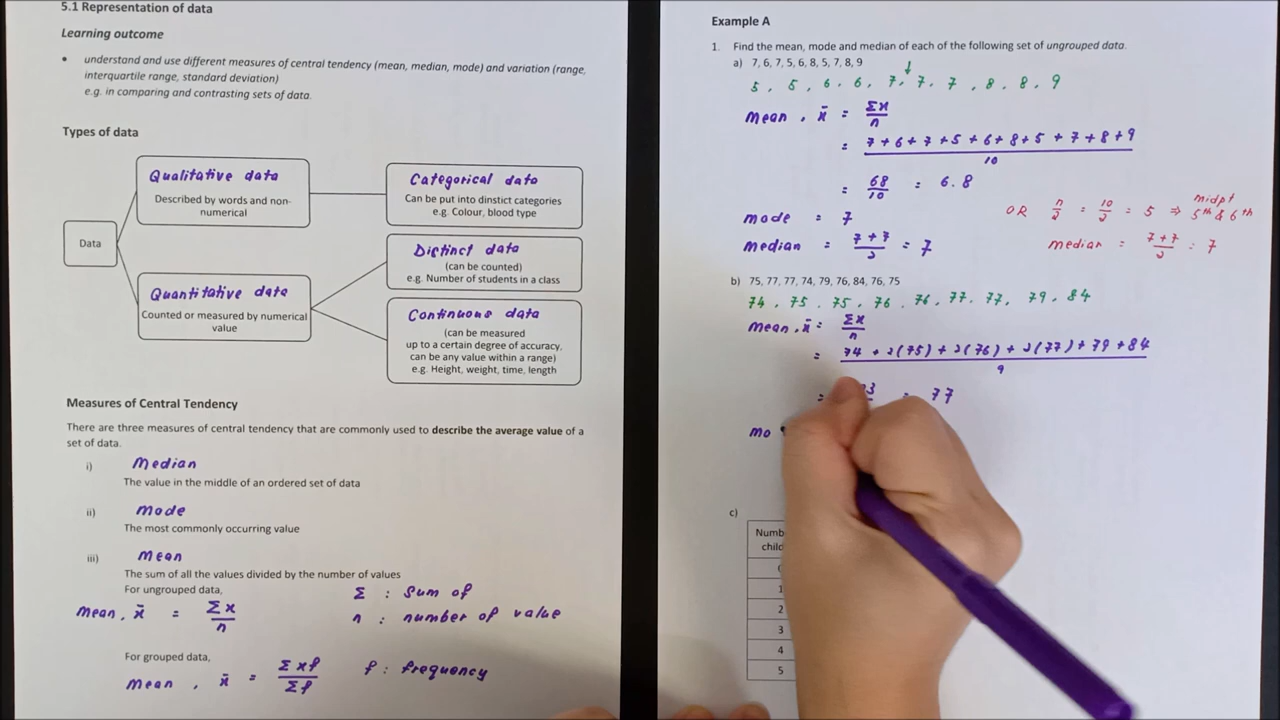 5.1 Representation of data
Learning outcome
• understand and use different measures of central tendency (mean, median, mode) and variation (range,
interquartile range, standard deviation)
e.g. in comparing and contrasting sets of data.
Types of data
Data
Qualitative data
Described by words and non-
numerical
Categorical data
Can be put into dinstict categories
e.g. Colour, blood type
Quantitative data
Counted or measured by numerical
value
Distinct data
(can be counted)
e.g. Number of students in a class
Continuous data
(can be measured
up to a certain degree of accuracy,
can be any value within a range)
e.g. Height, weight, time, length
Measures of Central Tendency
There are three measures of central tendency that are commonly used to describe the average value of a
set of data.
i) Median
The value in the middle of an ordered set of data
ii) mode
The most commonly occurring value
iii) mean
The sum of all the values divided by the number of values
For ungrouped data,
mean, x̄ = Σx/n
Σ : sum of
n : number of value
For grouped data,
mean, x̄ = Σxf/Σf
f : frequency
Example A
1. Find the mean, mode and median of each of the following set of ungrouped data.
a) 7, 6, 7, 5, 6, 8, 5, 7, 8, 9
5, 5, 6, 6, 7, 7, 7, 8, 8, 9
mean, x̄ = Σx/n
= 7+6+7+5+6+8+5+7+8+9/10
= 68/10 = 6.8
mode = 7
median = 7+7/2 = 7
OR n/2 = 10/2 = 5 ⇒ midpt 5th & 6th
median = 7+7/2 = 7
b) 75, 77, 77, 74, 79, 76, 84, 76, 75
74, 75, 75, 76, 76, 77, 77, 79, 84
mean, x̄ = Σx/n
= 74 + 2(75) + 2(76) + 2(77) + 79 + 84/9
= 77
mo
c)
0
1
2
3
4
5